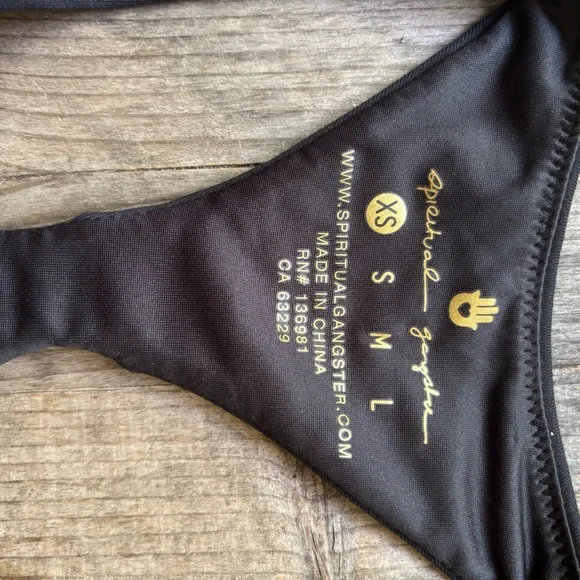 spiritual gangster
XS S M L
WWW.SPIRITUALGANGSTER.COM
MADE IN CHINA
RN# 136981
CA 63229